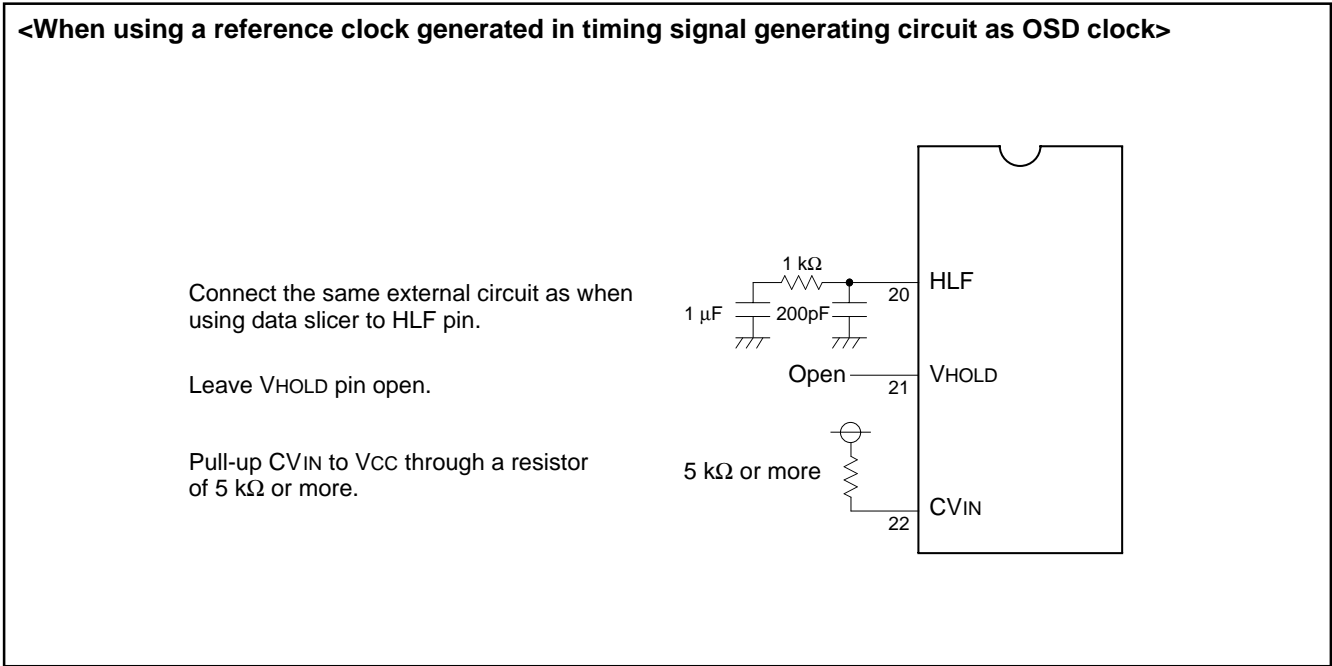 <When using a reference clock generated in timing signal generating circuit as OSD clock>
Connect the same external circuit as when
using data slicer to HLF pin.
Leave VHOLD pin open.
Pull-up CVIN to VCC through a resistor
of 5 kΩ or more.
1 kΩ
1 μF
200pF
20
HLF
Open
21
VHOLD
5 kΩ or more
22
CVIN